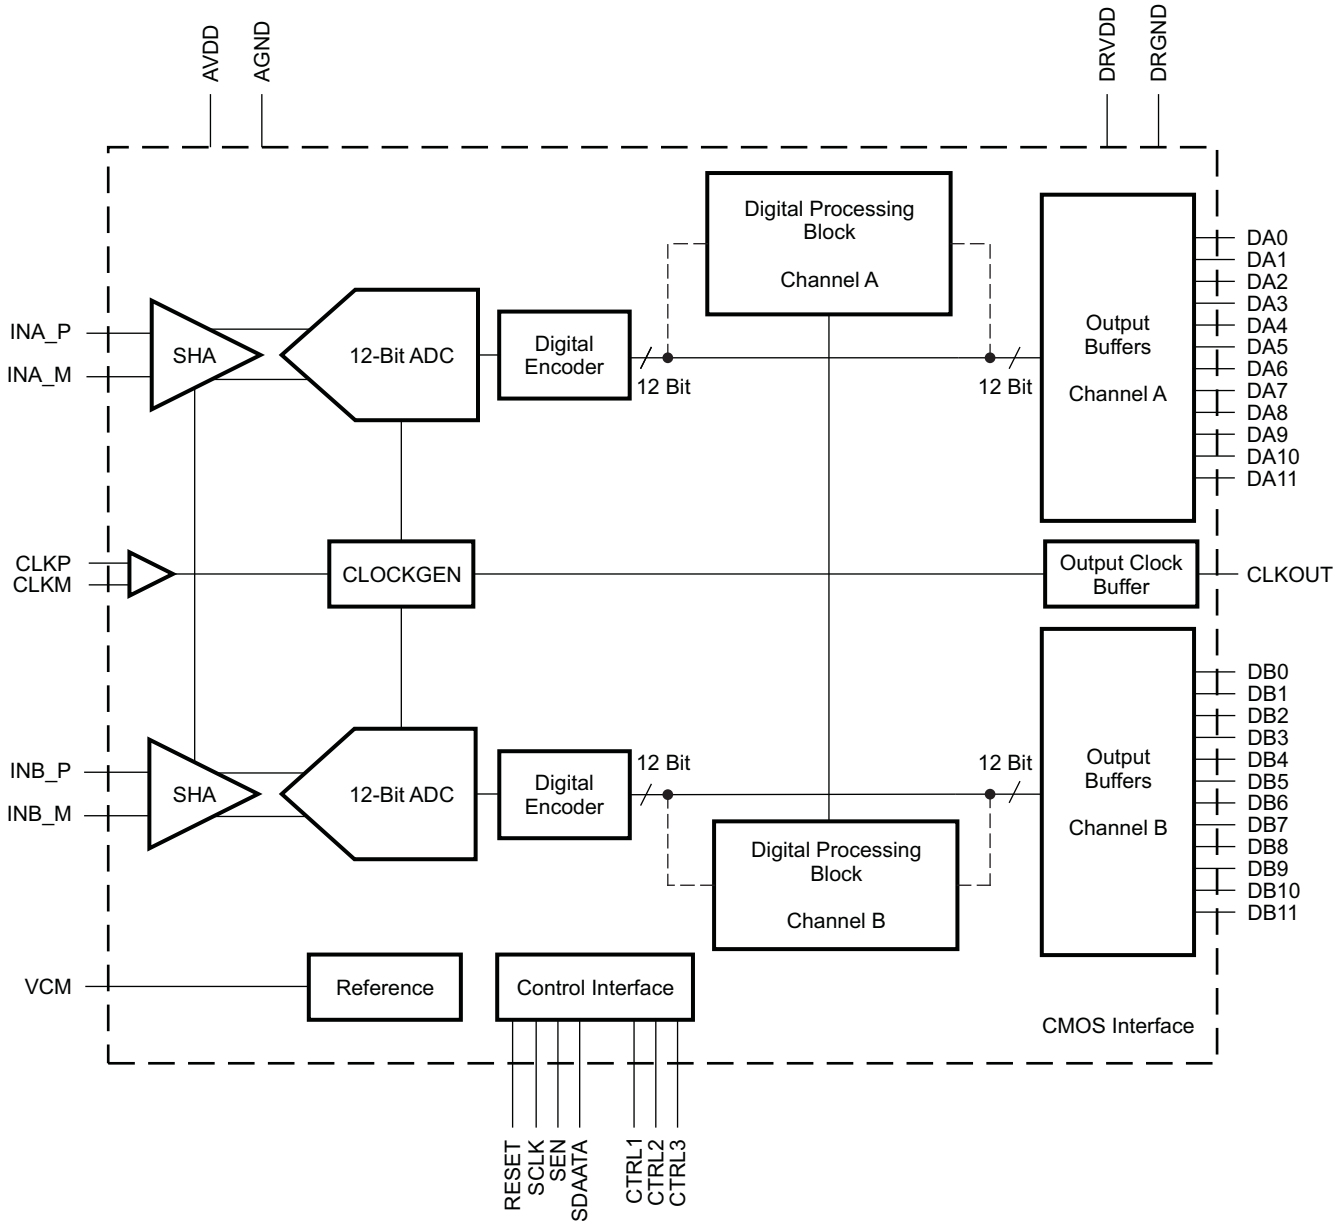 AVDD
AGND
DRVDD
DRGND
Digital Processing
Block
Channel A
INA_P
INA_M
SHA
12-Bit ADC
Digital
Encoder
12 Bit
12 Bit
Output
Buffers
Channel A
DA0
DA1
DA2
DA3
DA4
DA5
DA6
DA7
DA8
DA9
DA10
DA11
CLKP
CLKM
CLOCKGEN
Output Clock
Buffer
CLKOUT
INB_P
INB_M
SHA
12-Bit ADC
Digital
Encoder
12 Bit
12 Bit
Digital Processing
Block
Channel B
Output
Buffers
Channel B
DB0
DB1
DB2
DB3
DB4
DB5
DB6
DB7
DB8
DB9
DB10
DB11
VCM
Reference
Control Interface
CMOS Interface
RESET
SCLK
SEN
SDAATA
CTRL1
CTRL2
CTRL3